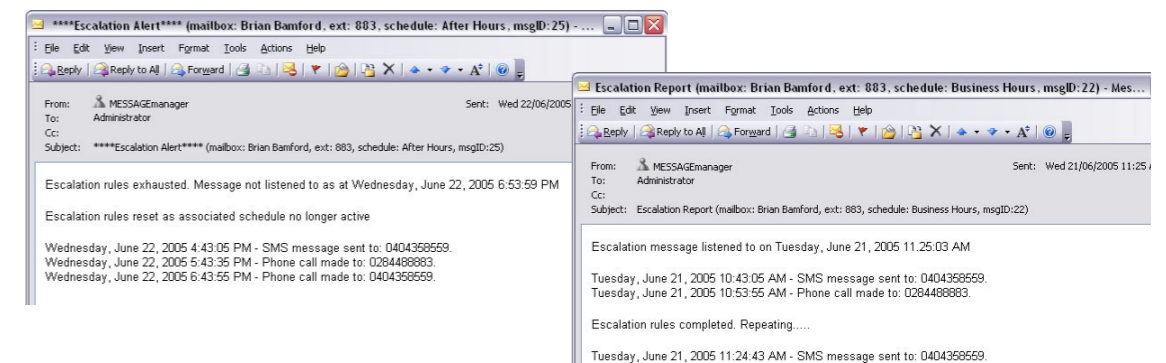 ****Escalation Alert**** (mailbox: Brian Bamford, ext: 883, schedule: After Hours, msgID:25) - ...
File Edit View Insert Format Tools Actions Help
Reply Reply to All Forward
From: MESSAGEmanager Sent: Wed 22/06/2005
To: Administrator
Cc:
Subject: ****Escalation Alert**** (mailbox: Brian Bamford, ext: 883, schedule: After Hours, msgID:25)
Escalation rules exhausted. Message not listened to as at Wednesday, June 22, 2005 6:53:59 PM
Escalation rules reset as associated schedule no longer active
Wednesday, June 22, 2005 4:43:05 PM - SMS message sent to: 0404358559.
Wednesday, June 22, 2005 5:43:35 PM - Phone call made to: 0284488883.
Wednesday, June 22, 2005 6:43:55 PM - Phone call made to: 0404358559.
Escalation Report (mailbox: Brian Bamford, ext: 883, schedule: Business Hours, msgID:22) - Mes...
File Edit View Insert Format Tools Actions Help
Reply Reply to All Forward
From: MESSAGEmanager Sent: Wed 21/06/2005 11:25
To: Administrator
Cc:
Subject: Escalation Report (mailbox: Brian Bamford, ext: 883, schedule: Business Hours, msgID:22)
Escalation message listened to on Tuesday, June 21, 2005 11.25:03 AM
Tuesday, June 21, 2005 10:43:05 AM - SMS message sent to: 0404358559.
Tuesday, June 21, 2005 10:53:55 AM - Phone call made to: 0284488883.
Escalation rules completed. Repeating.....
Tuesday, June 21, 2005 11:24:43 AM - SMS message sent to: 0404358559.